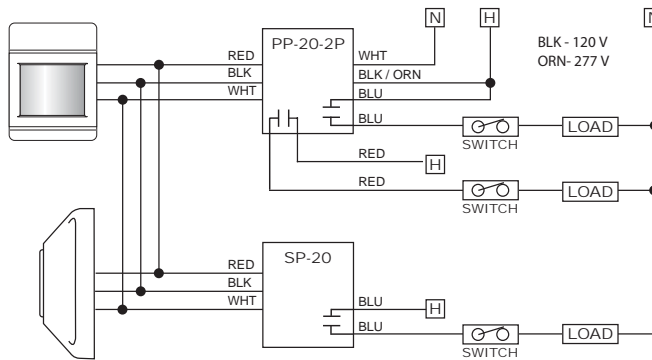 N
H
N
PP-20-2P
BLK - 120 V
ORN- 277 V
RED
WHT
BLK
BLK / ORN
WHT
BLU
BLU
SWITCH
LOAD
RED
H
RED
SWITCH
LOAD
SP-20
RED
BLK
WHT
BLU
H
BLU
SWITCH
LOAD